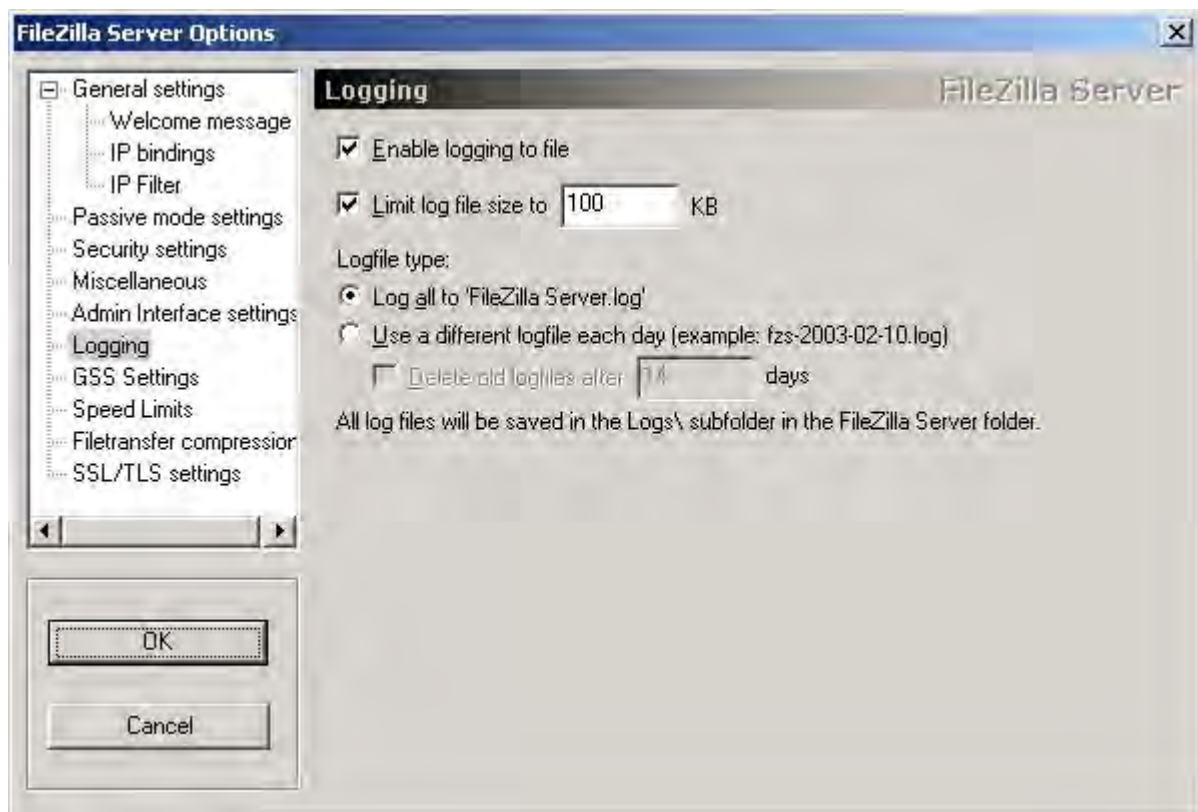 FileZilla Server Options
General settings
Welcome message
IP bindings
IP Filter
Passive mode settings
Security settings
Miscellaneous
Admin Interface settings
Logging
GSS Settings
Speed Limits
Filetransfer compression
SSL/TLS settings
OK
Cancel
Logging
FileZilla Server
Enable logging to file
Limit log file size to 100 KB
Logfile type:
Log all to 'FileZilla Server.log'
Use a different logfile each day (example: fzs-2003-02-10.log)
Delete old logfiles after 14 days
All log files will be saved in the Logs\ subfolder in the FileZilla Server folder.